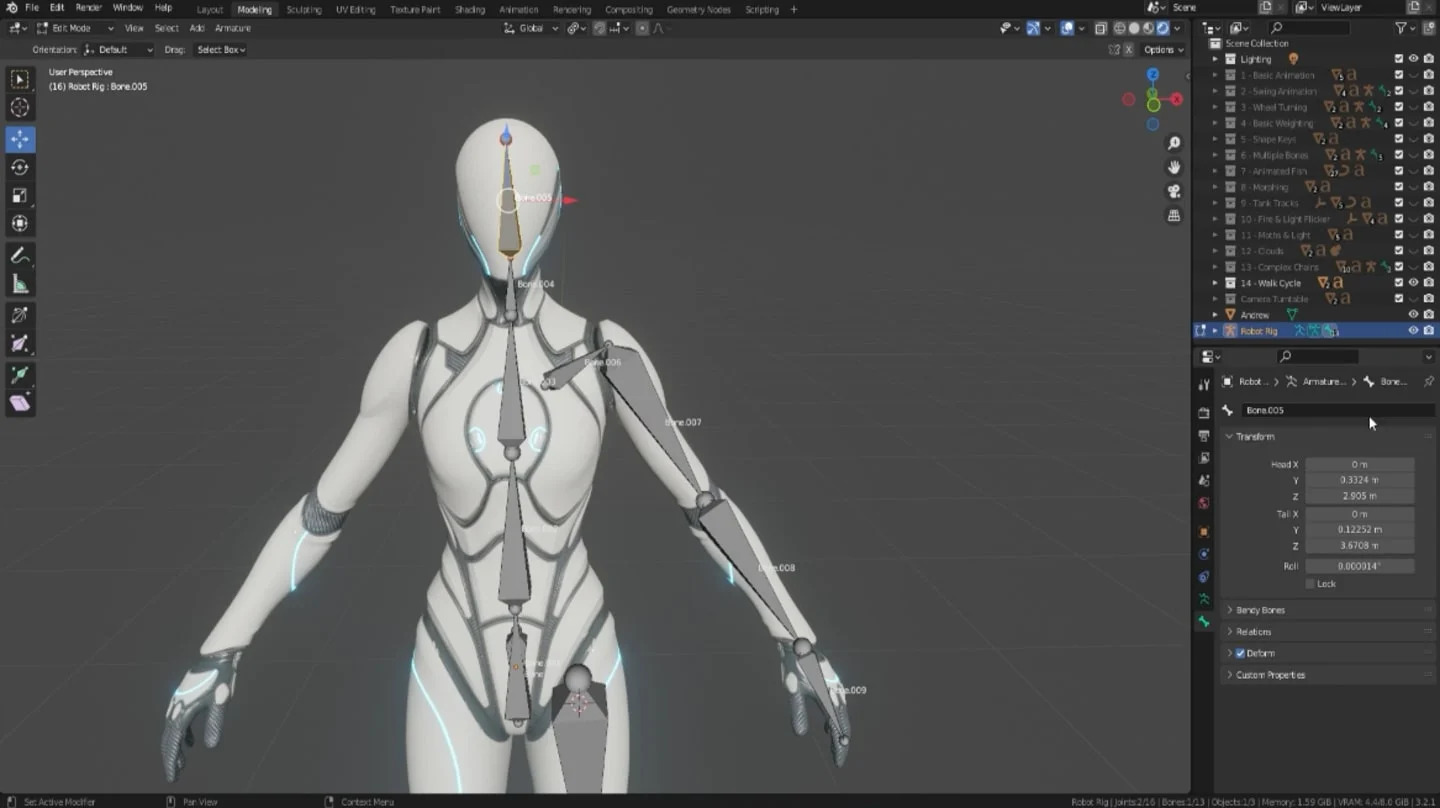 File Edit Render Window Help Layout Modeling Sculpting UV Editing Texture Paint Shading Animation Rendering Compositing Geometry Nodes Scripting + Scene ViewLayer
Edit Mode View Select Add Armature Global
Orientation: Default Drag: Select Box Options
User Perspective
(16) Robot Rig : Bone.005
Z
Y
X
Bone.005
Bone.004
Bone.006
Bone.007
Bone.008
Bone.009
Scene Collection
Lighting
1 - Basic Animation
2 - Swing Animation
3 - Wheel Turning
4 - Basic Weighting
5 - Shape Keys
6 - Multiple Bones
7 - Animated Fish
8 - Morphing
9 - Tank Tracks
10 - Fire & Light Flicker
11 - Moths & Light
12 - Clouds
13 - Complex Chains
14 - Walk Cycle
Camera Turntable
Andrew
Robot Rig
Robot ... > Armature... > Bone...
Bone.005
Transform
Head X 0 m
Y 0.3324 m
Z 2.905 m
Tail X 0 m
Y 0.12252 m
Z 3.6708 m
Roll 0.000014°
Lock
Bendy Bones
Relations
Deform
Custom Properties
Set Active Modifier Pan View Context Menu Robot Rig | Joints:2/16 | Bones:1/13 | Objects:1/3 | Memory: 1.59 GiB | VRAM: 4.4/8.0 GiB | 3.2.1